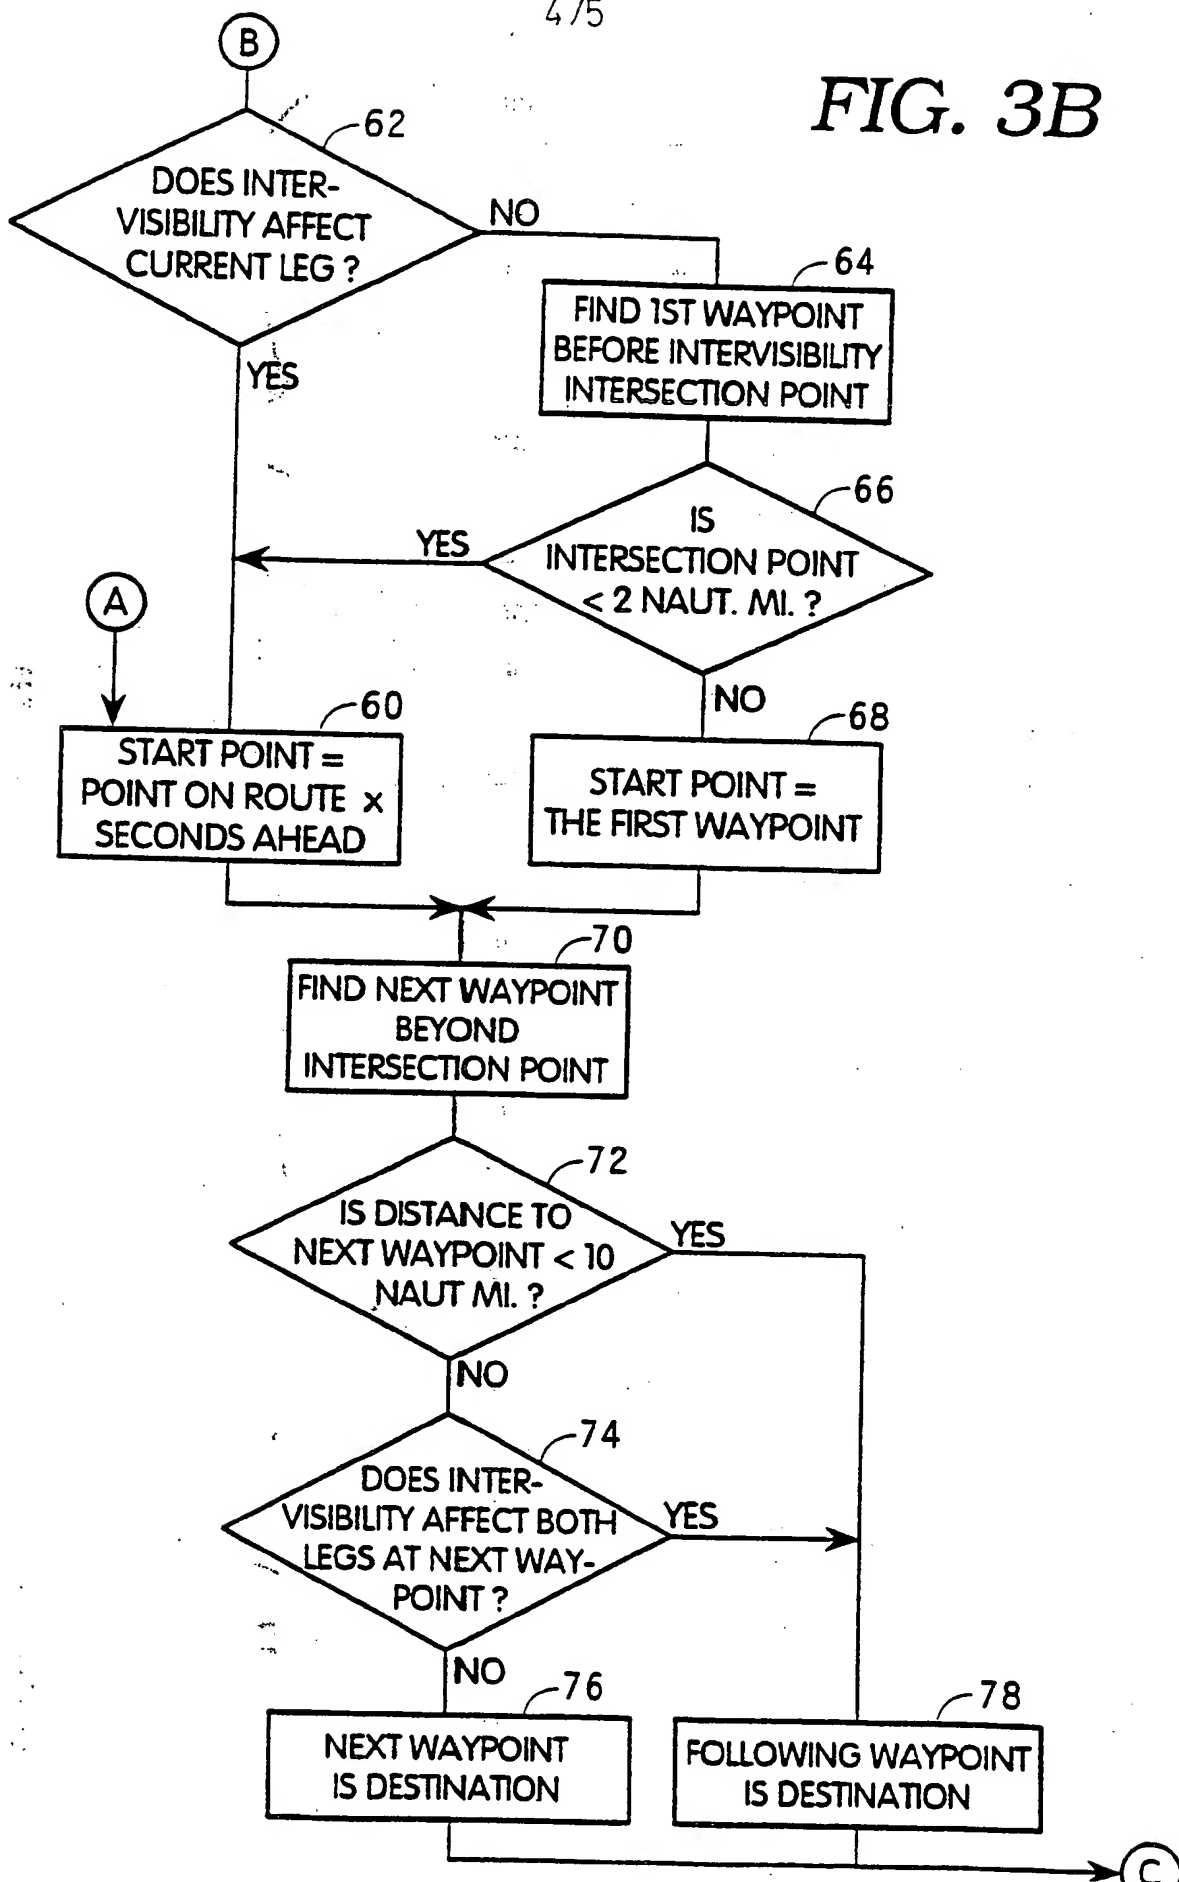 4/5
B
FIG. 3B
62
DOES INTER-
VISIBILITY AFFECT
CURRENT LEG ?
NO
YES
64
FIND 1ST WAYPOINT
BEFORE INTERVISIBILITY
INTERSECTION POINT
66
IS
INTERSECTION POINT
< 2 NAUT. MI. ?
YES
NO
A
60
START POINT =
POINT ON ROUTE x
SECONDS AHEAD
68
START POINT =
THE FIRST WAYPOINT
70
FIND NEXT WAYPOINT
BEYOND
INTERSECTION POINT
72
IS DISTANCE TO
NEXT WAYPOINT < 10
NAUT MI. ?
YES
NO
74
DOES INTER-
VISIBILITY AFFECT BOTH
LEGS AT NEXT WAY-
POINT ?
YES
NO
76
NEXT WAYPOINT
IS DESTINATION
78
FOLLOWING WAYPOINT
IS DESTINATION
C